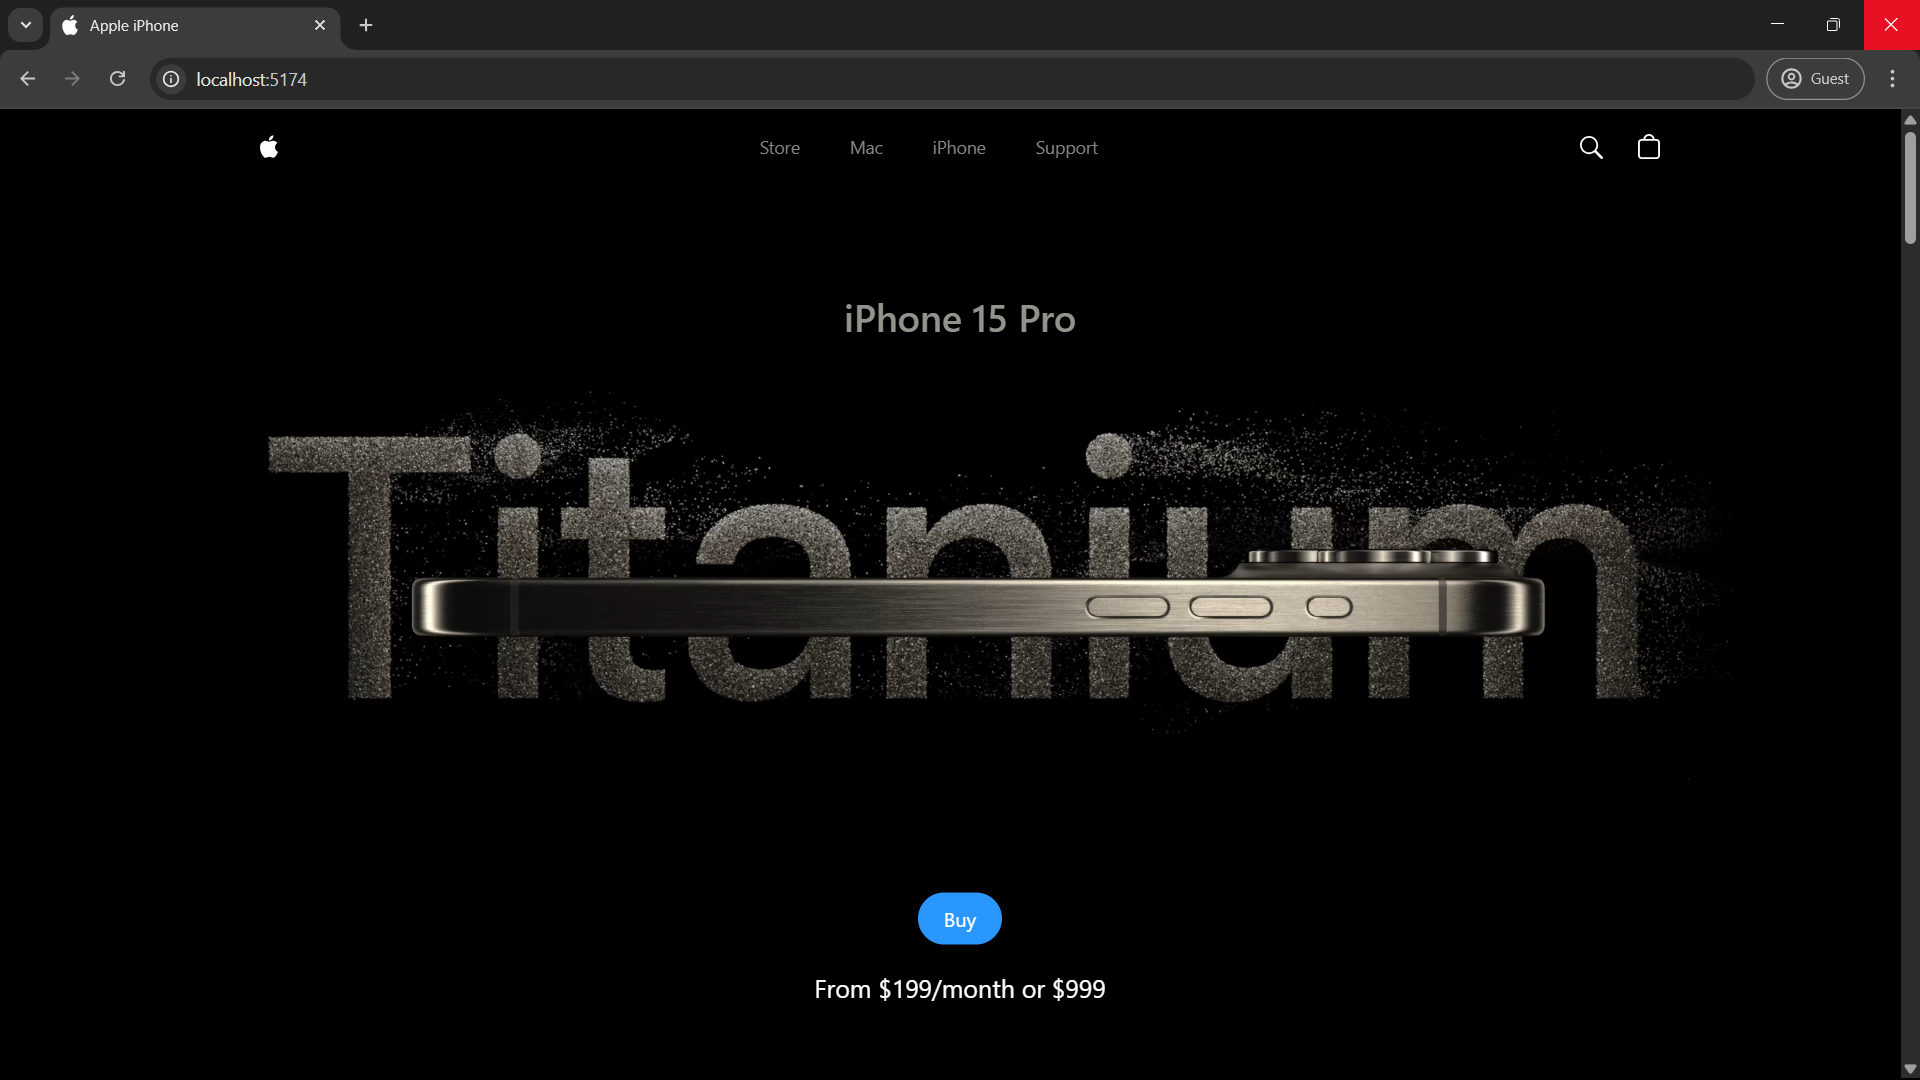 Apple iPhone
localhost:5174
Guest
Store Mac iPhone Support
iPhone 15 Pro
Titanium
Buy
From $199/month or $999